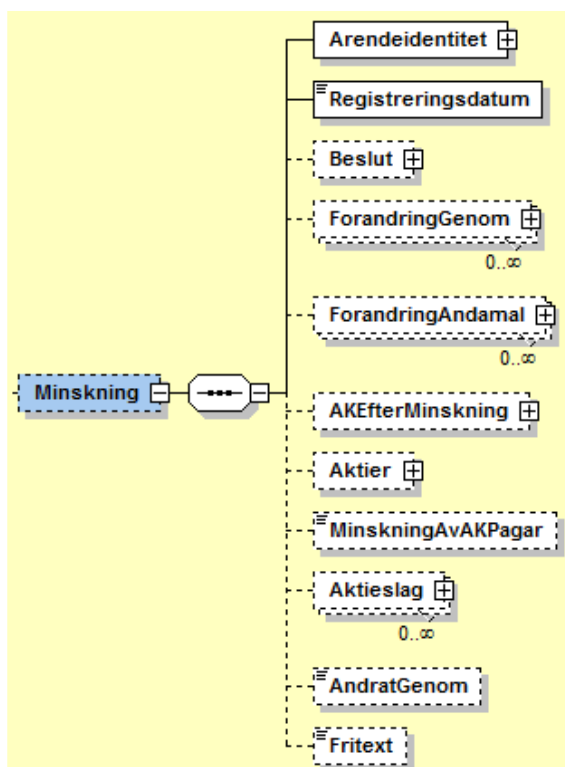 Arendeidentitet
Registreringsdatum
Beslut
ForandringGenom
0..∞
ForandringAndamal
0..∞
Minskning
AKEfterMinskning
Aktier
MinskningAvAKPagar
Aktieslag
0..∞
AndratGenom
Fritext